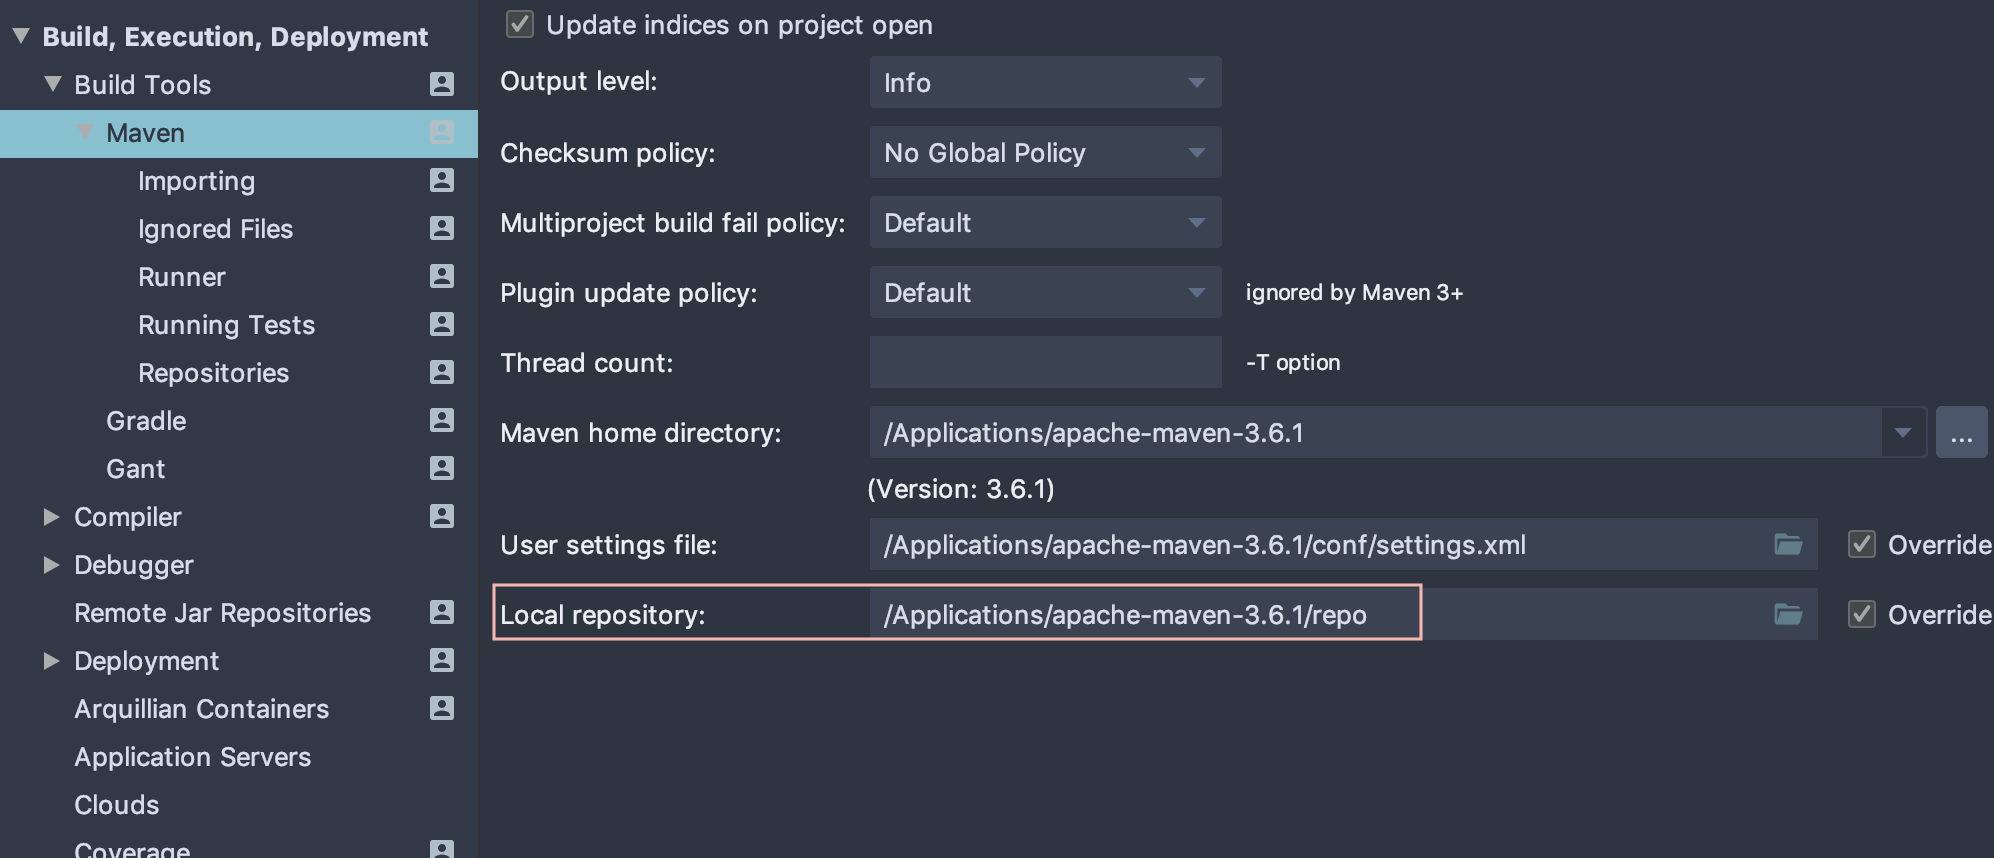 Build, Execution, Deployment
Build Tools
Maven
Importing
Ignored Files
Runner
Running Tests
Repositories
Gradle
Gant
Compiler
Debugger
Remote Jar Repositories
Deployment
Arquillian Containers
Application Servers
Clouds
Coverage
Update indices on project open
Output level: Info
Checksum policy: No Global Policy
Multiproject build fail policy: Default
Plugin update policy: Default ignored by Maven 3+
Thread count: -T option
Maven home directory: /Applications/apache-maven-3.6.1 ...
(Version: 3.6.1)
User settings file: /Applications/apache-maven-3.6.1/conf/settings.xml Override
Local repository: /Applications/apache-maven-3.6.1/repo Override